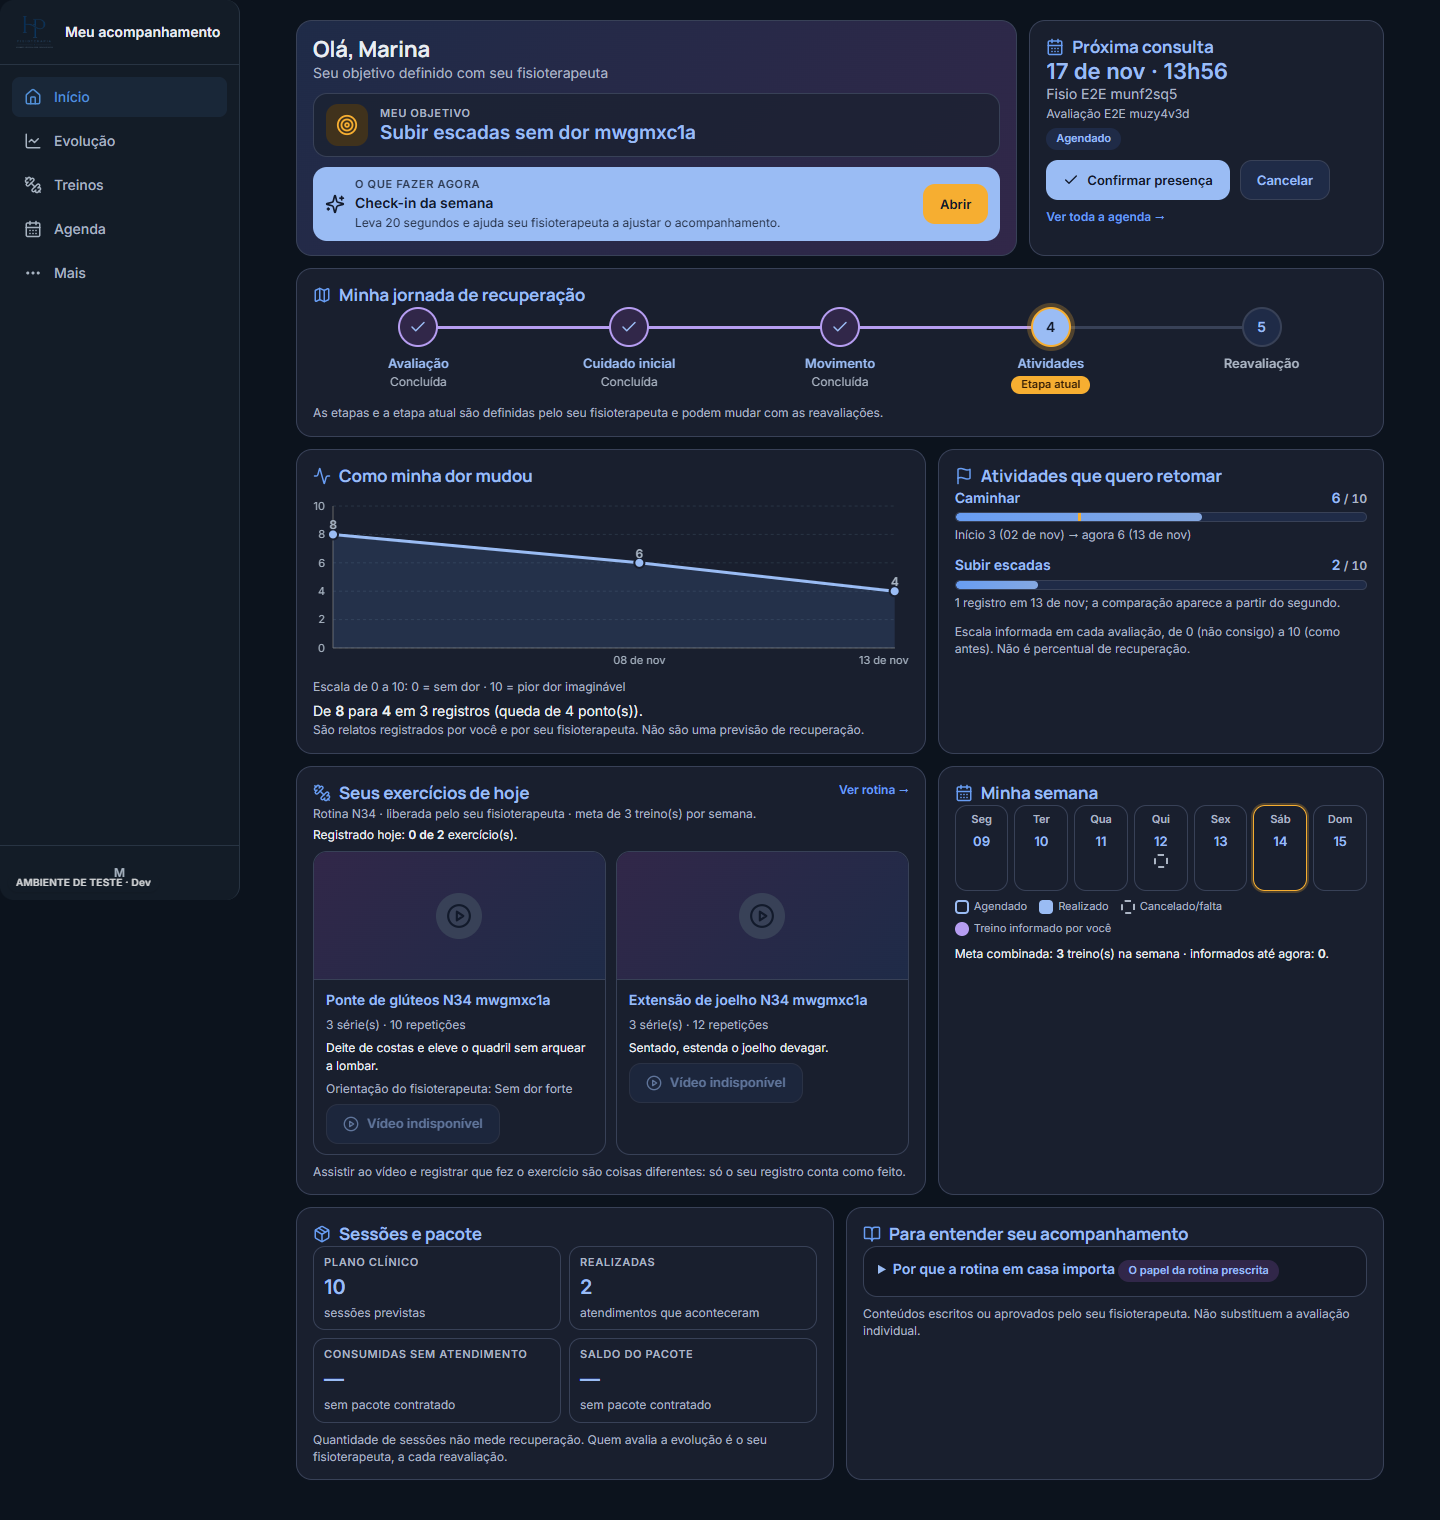 HP
Meu acompanhamento
Início
Evolução
Treinos
Agenda
Mais
M
AMBIENTE DE TESTE · Dev
Olá, Marina
Seu objetivo definido com seu fisioterapeuta
MEU OBJETIVO
Subir escadas sem dor mwgmxc1a
O QUE FAZER AGORA
Check-in da semana
Leva 20 segundos e ajuda seu fisioterapeuta a ajustar o acompanhamento.
Abrir
Próxima consulta
17 de nov · 13h56
Fisio E2E munf2sq5
Avaliação E2E muzy4v3d
Agendado
Confirmar presença
Cancelar
Ver toda a agenda →
Minha jornada de recuperação
4
5
Avaliação
Cuidado inicial
Movimento
Atividades
Reavaliação
Concluída
Concluída
Concluída
Etapa atual
As etapas e a etapa atual são definidas pelo seu fisioterapeuta e podem mudar com as reavaliações.
Como minha dor mudou
10
8
6
4
2
0
8
6
4
08 de nov
13 de nov
Escala de 0 a 10: 0 = sem dor · 10 = pior dor imaginável
De 8 para 4 em 3 registros (queda de 4 ponto(s)).
São relatos registrados por você e por seu fisioterapeuta. Não são uma previsão de recuperação.
Atividades que quero retomar
Caminhar 6 / 10
Início 3 (02 de nov) → agora 6 (13 de nov)
Subir escadas 2 / 10
1 registro em 13 de nov; a comparação aparece a partir do segundo.
Escala informada em cada avaliação, de 0 (não consigo) a 10 (como
antes). Não é percentual de recuperação.
Seus exercícios de hoje
Ver rotina →
Rotina N34 · liberada pelo seu fisioterapeuta · meta de 3 treino(s) por semana.
Registrado hoje: 0 de 2 exercício(s).
Ponte de glúteos N34 mwgmxc1a
3 série(s) · 10 repetições
Deite de costas e eleve o quadril sem arquear
a lombar.
Orientação do fisioterapeuta: Sem dor forte
Vídeo indisponível
Extensão de joelho N34 mwgmxc1a
3 série(s) · 12 repetições
Sentado, estenda o joelho devagar.
Vídeo indisponível
Assistir ao vídeo e registrar que fez o exercício são coisas diferentes: só o seu registro conta como feito.
Minha semana
Seg Ter Qua Qui Sex Sáb Dom
09 10 11 12 13 14 15
Agendado Realizado Cancelado/falta
Treino informado por você
Meta combinada: 3 treino(s) na semana · informados até agora: 0.
Sessões e pacote
PLANO CLÍNICO
10
sessões previstas
REALIZADAS
2
atendimentos que aconteceram
CONSUMIDAS SEM ATENDIMENTO
—
sem pacote contratado
SALDO DO PACOTE
—
sem pacote contratado
Quantidade de sessões não mede recuperação. Quem avalia a evolução é o seu
fisioterapeuta, a cada reavaliação.
Para entender seu acompanhamento
Por que a rotina em casa importa O papel da rotina prescrita
Conteúdos escritos ou aprovados pelo seu fisioterapeuta. Não substituem a avaliação
individual.